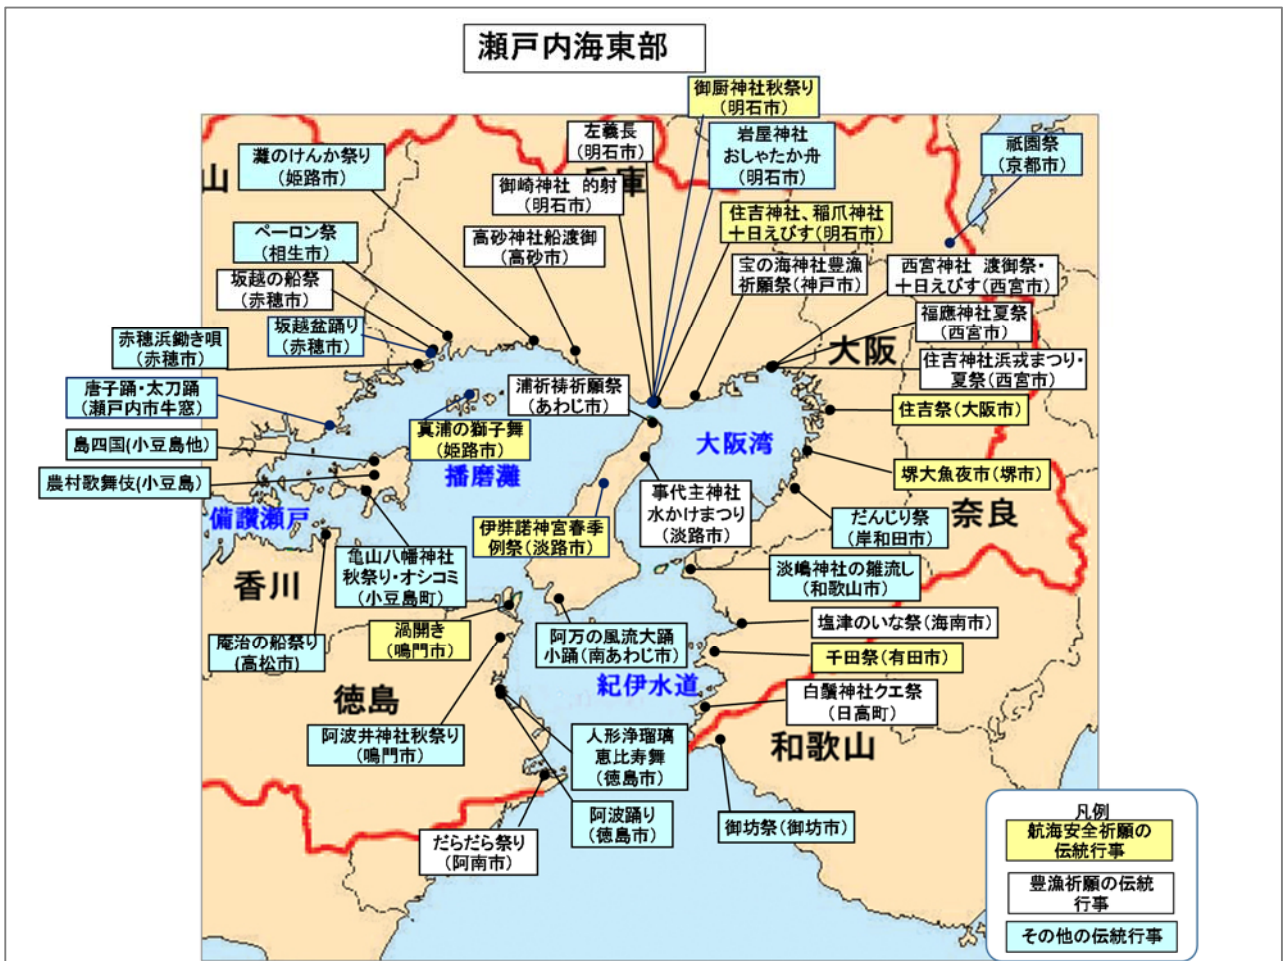 瀬戸内海東部
御厨神社秋祭り
(明石市)
左義長
(明石市)
岩屋神社
おしゃたか舟
(明石市)
祇園祭
(京都市)
灘のけんか祭り
(姫路市)
山
兵庫
御崎神社 的射
(明石市)
住吉神社、稲爪神社
十日えびす(明石市)
ペーロン祭
(相生市)
高砂神社船渡御
(高砂市)
宝の海神社豊漁
祈願祭(神戸市)
西宮神社 渡御祭・
十日えびす(西宮市)
坂越の船祭
(赤穂市)
坂越盆踊り
(赤穂市)
福應神社夏祭
(西宮市)
赤穂浜鋤き唄
(赤穂市)
大阪
住吉神社浜戎まつり・
夏祭(西宮市)
唐子踊・太刀踊
(瀬戸内市牛窓)
浦祈祷祈願祭
(あわじ市)
住吉祭(大阪市)
真浦の獅子舞
(姫路市)
大阪湾
島四国(小豆島他)
播磨灘
堺大魚夜市(堺市)
農村歌舞伎(小豆島)
事代主神社
水かけまつり
(淡路市)
備讃瀬戸
伊弉諾神宮春季
例祭(淡路市)
だんじり祭
(岸和田市)
奈良
亀山八幡神社
秋祭り・オシコミ
(小豆島町)
香川
淡嶋神社の雛流し
(和歌山市)
庵治の船祭り
(高松市)
渦開き
(鳴門市)
阿万の風流大踊
小踊(南あわじ市)
塩津のいな祭(海南市)
千田祭(有田市)
紀伊水道
徳島
白鬚神社クエ祭
(日高町)
阿波井神社秋祭り
(鳴門市)
人形浄瑠璃
恵比寿舞
(徳島市)
和歌山
阿波踊り
(徳島市)
御坊祭(御坊市)
だらだら祭り
(阿南市)
凡例
航海安全祈願の
伝統行事
豊漁祈願の伝統
行事
その他の伝統行事